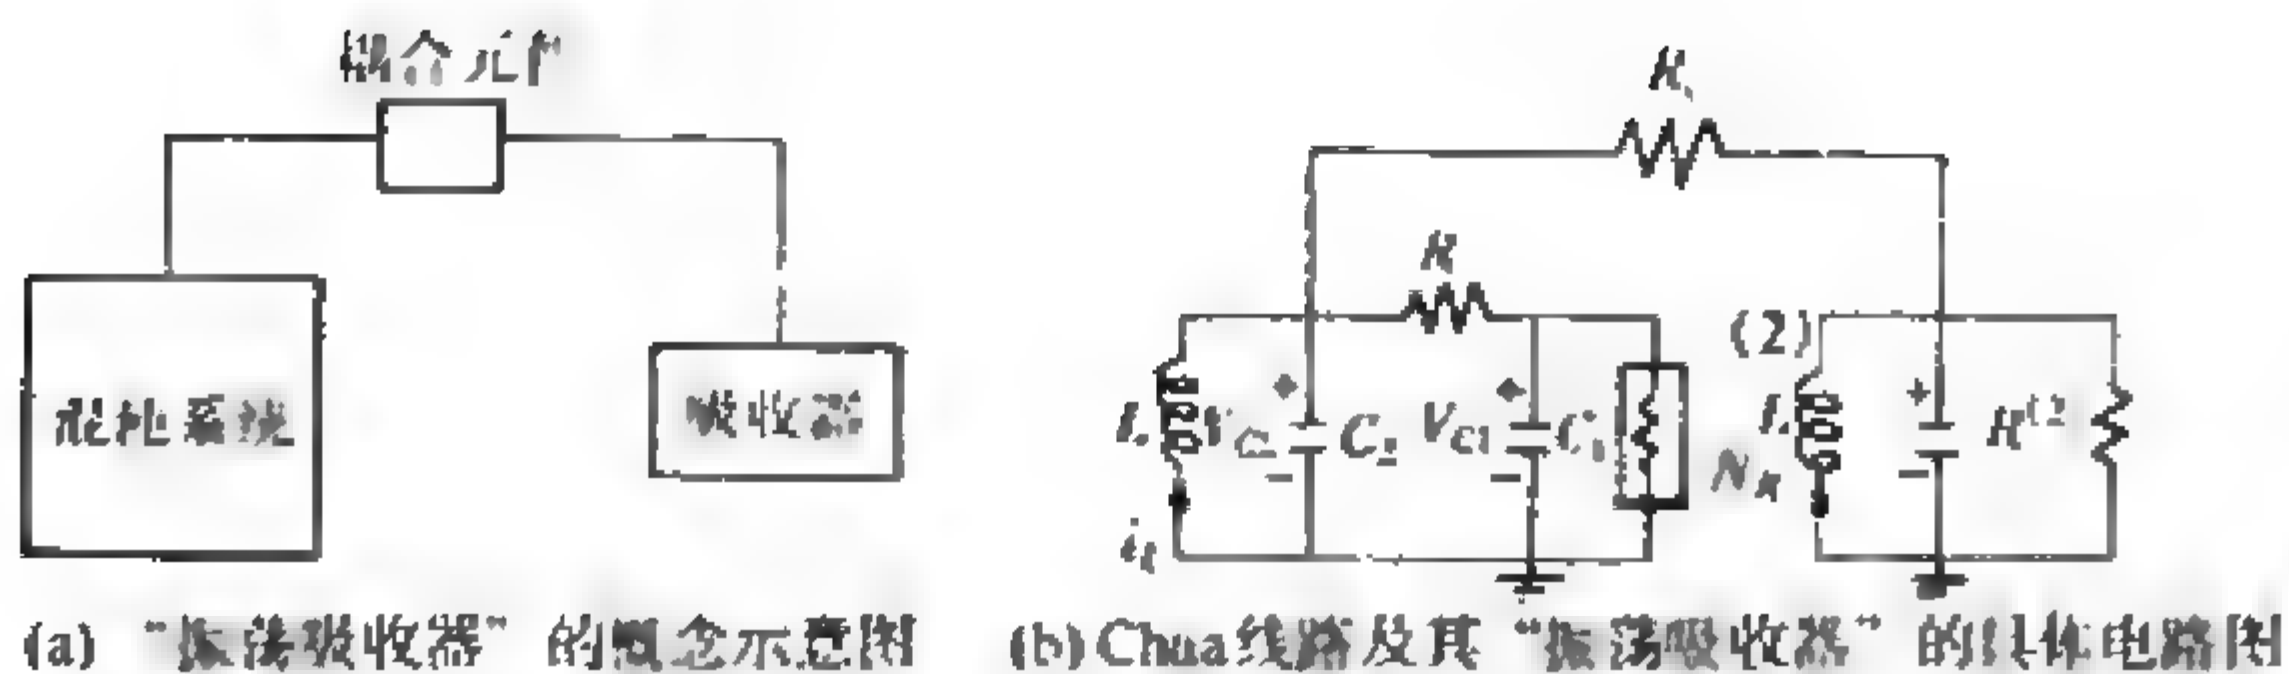 耦合元件
混沌系统
吸收器
(a) "振荡吸收器" 的概念示意图
R
L
C₂
V_{C1}
C₁
N_R
i_L
(2)
L
(b) Chua线路及其 "振荡吸收器" 的具体电路图